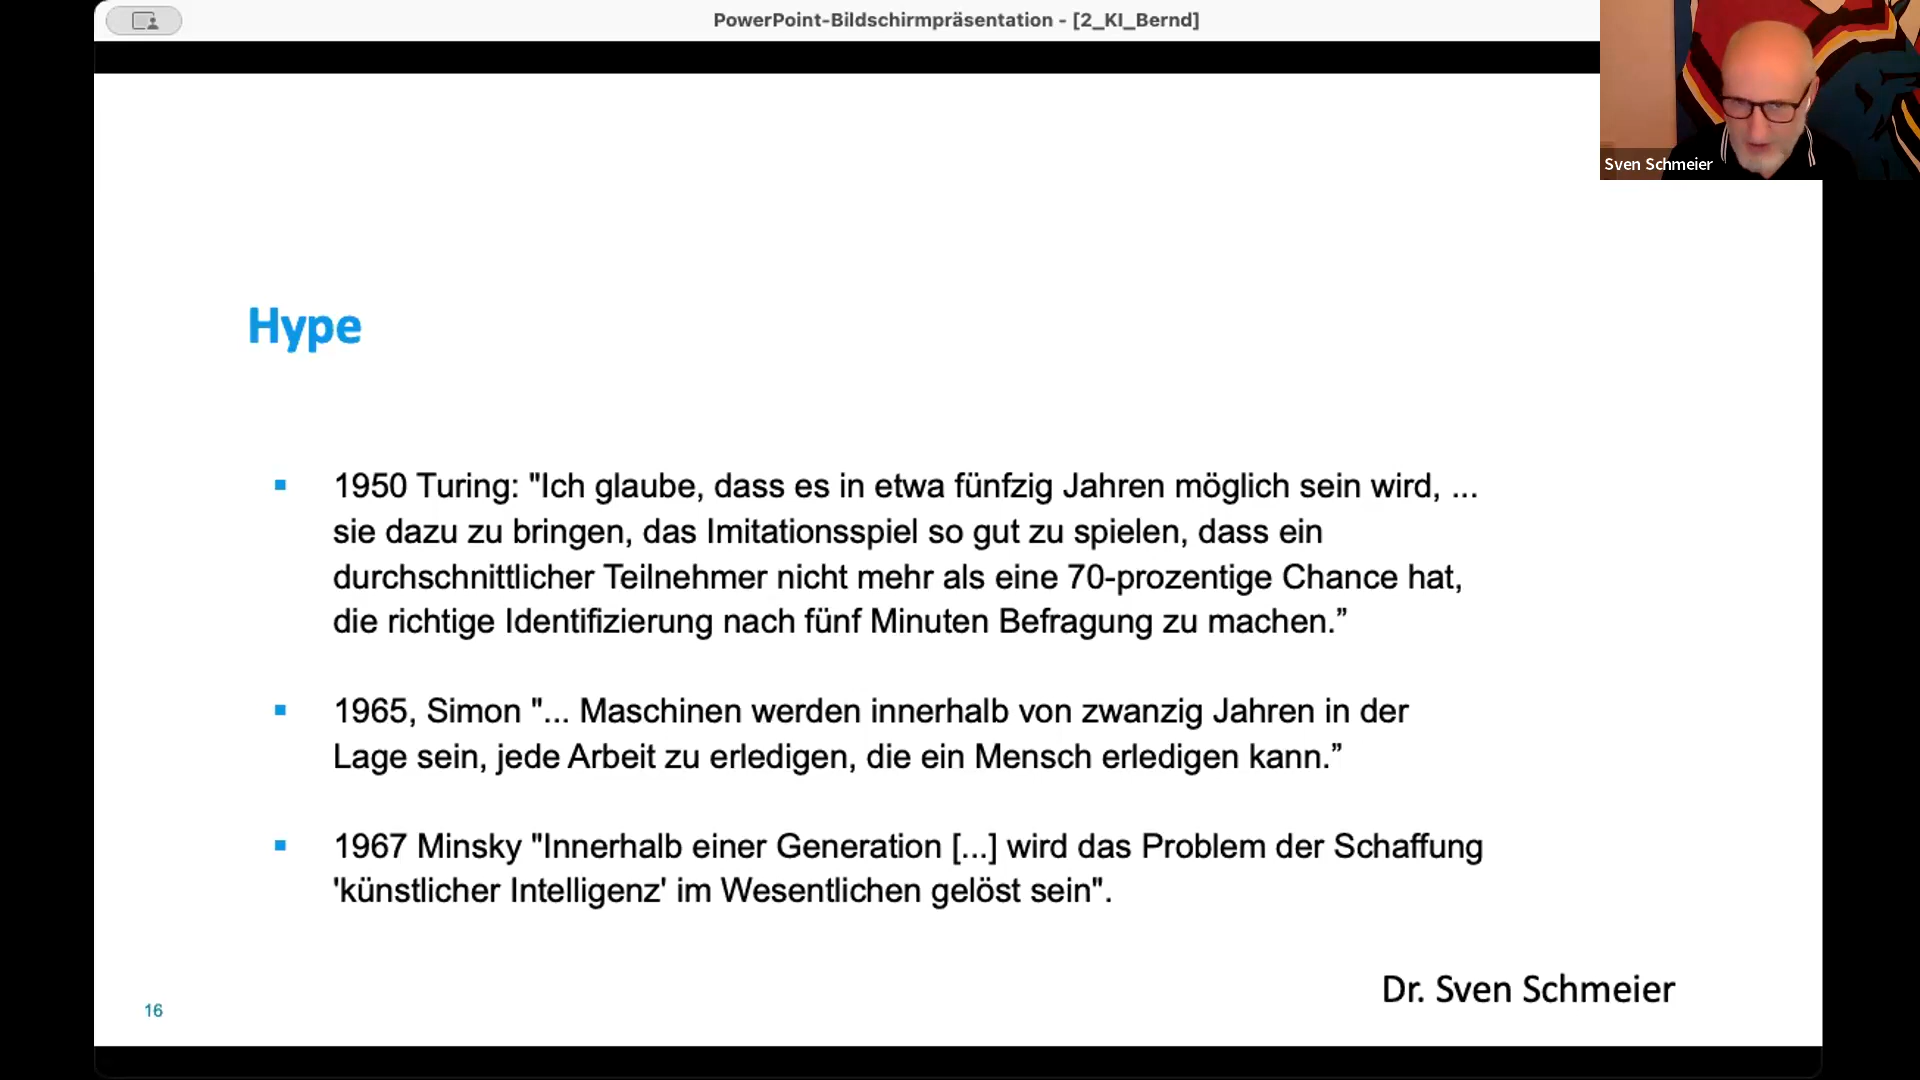 PowerPoint-Bildschirmpräsentation - [2_KI_Bernd]
Sven Schmeier
Hype
▪ 1950 Turing: "Ich glaube, dass es in etwa fünfzig Jahren möglich sein wird, ...
sie dazu zu bringen, das Imitationsspiel so gut zu spielen, dass ein
durchschnittlicher Teilnehmer nicht mehr als eine 70-prozentige Chance hat,
die richtige Identifizierung nach fünf Minuten Befragung zu machen.”
▪ 1965, Simon "... Maschinen werden innerhalb von zwanzig Jahren in der
Lage sein, jede Arbeit zu erledigen, die ein Mensch erledigen kann.”
▪ 1967 Minsky "Innerhalb einer Generation [...] wird das Problem der Schaffung
'künstlicher Intelligenz' im Wesentlichen gelöst sein".
Dr. Sven Schmeier
16